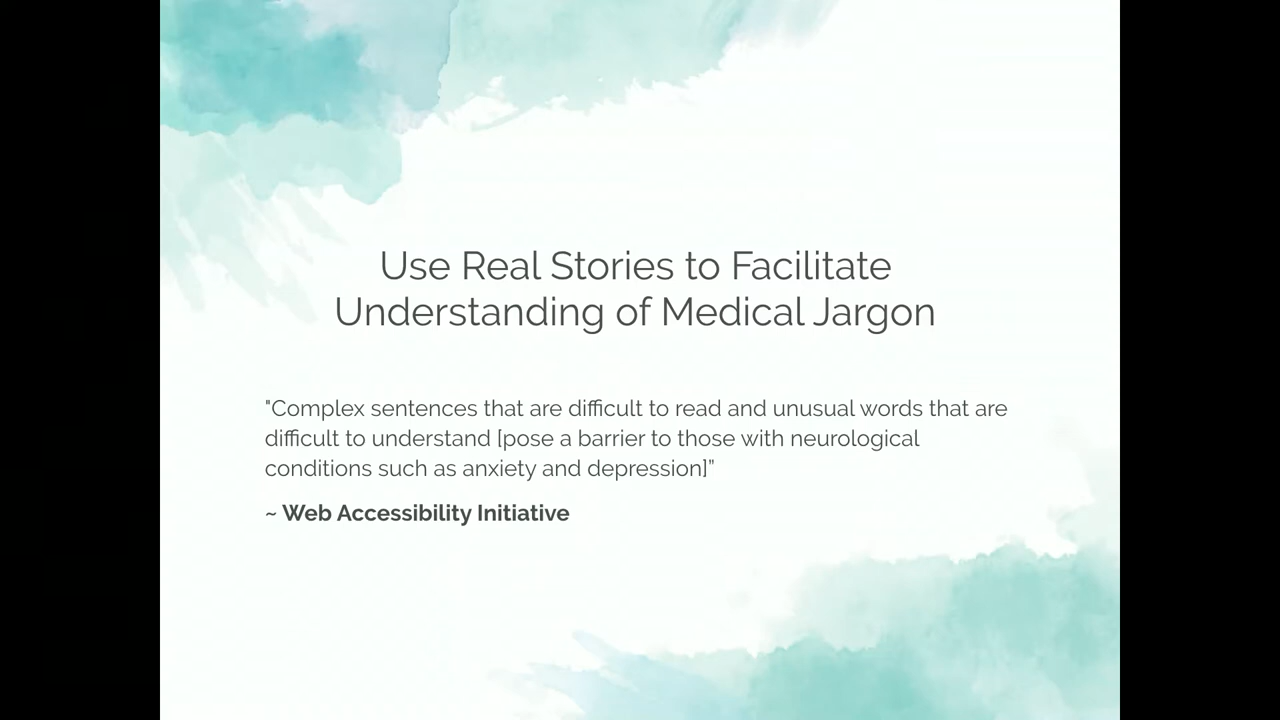 Use Real Stories to Facilitate
Understanding of Medical Jargon
"Complex sentences that are difficult to read and unusual words that are
difficult to understand [pose a barrier to those with neurological
conditions such as anxiety and depression]”
~ Web Accessibility Initiative